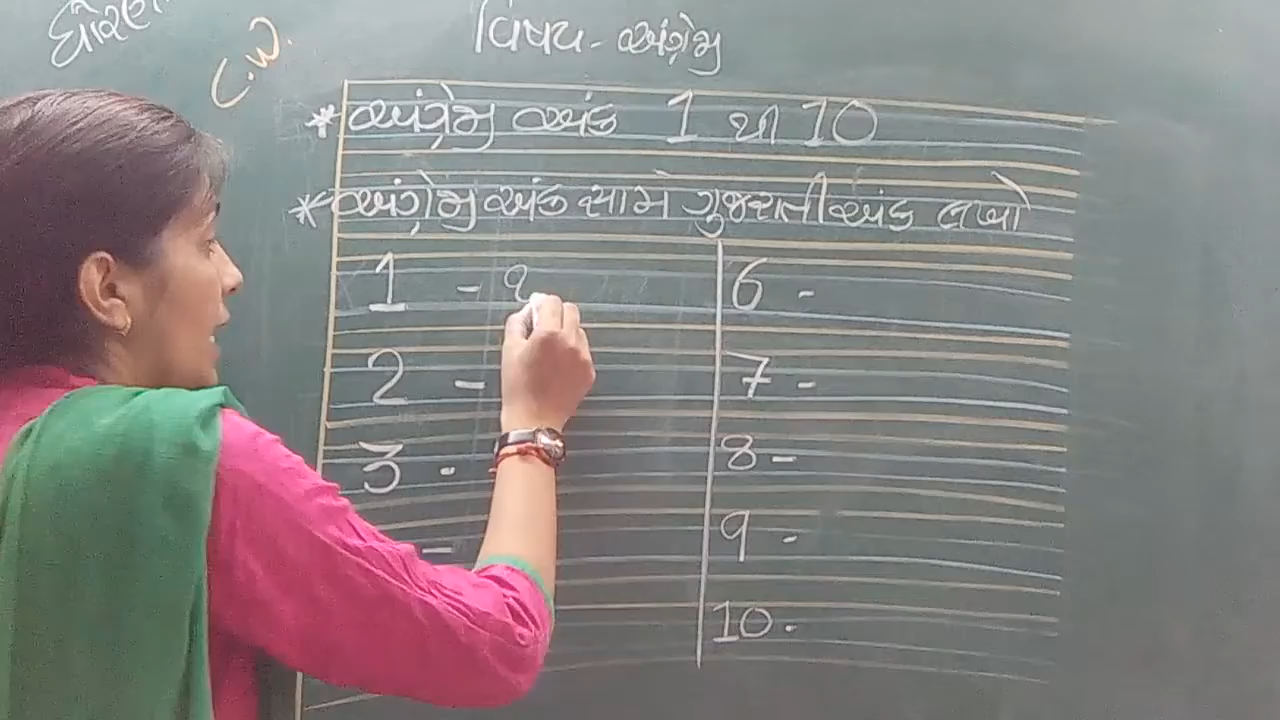 ધોરણ
C.W.
વિષય - અંગ્રેજી
* અંગ્રેજી અંક 1 થી 10
* અંગ્રેજી અંક સામે ગુજરાતી અંક લખો
1 - ૧
2 -
3 -
-
6 -
7 -
8 -
9 -
10 -